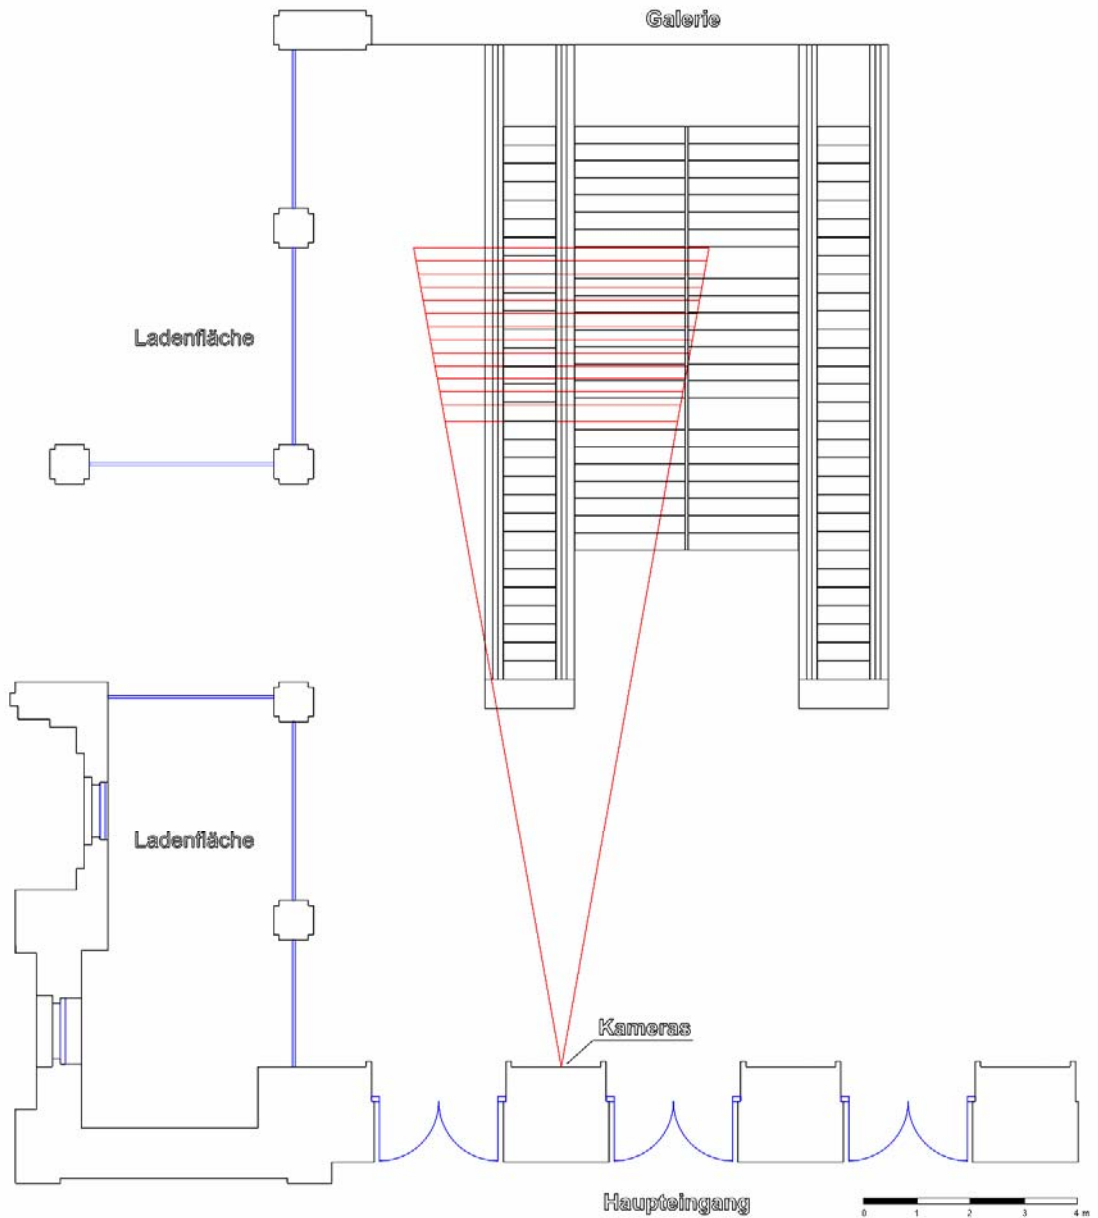 Galerie
Ladenfläche
Ladenfläche
Kameras
Haupteingang
0 1 2 3 4 m